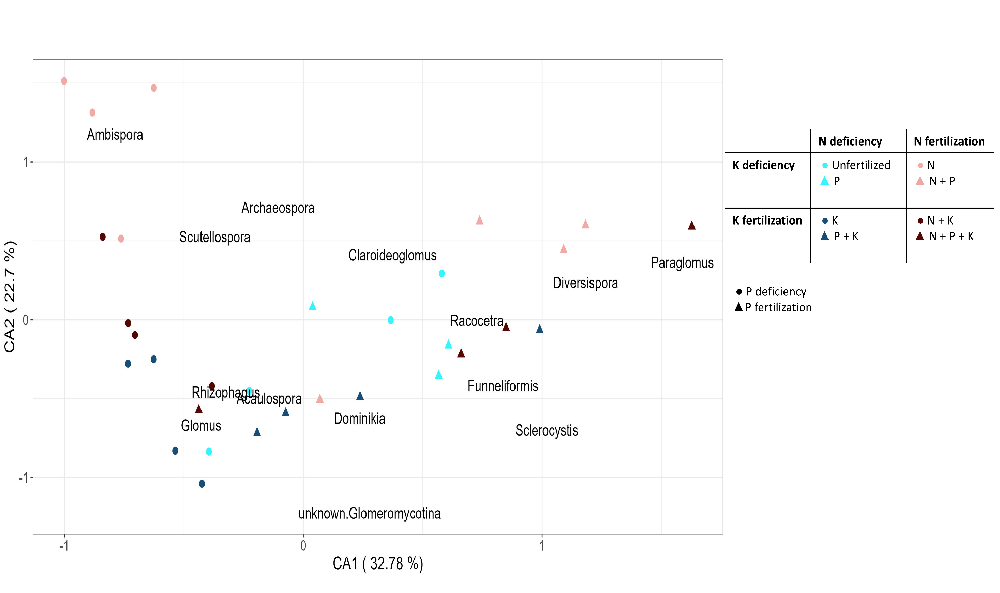 Ambispora
N deficiency N fertilization
1
K deficiency Unfertilized N
P N + P
Archaeospora
K fertilization K N + K
Scutellospora
P + K N + P + K
Claroideoglomus
Paraglomus
Diversispora
P deficiency
P fertilization
0
Racocetra
CA2 ( 22.7 %)
Funneliformis
Rhizophagus
Acaulospora
Dominikia
Glomus
Sclerocystis
-1
unknown.Glomeromycotina
-1 0 1
CA1 ( 32.78 %)